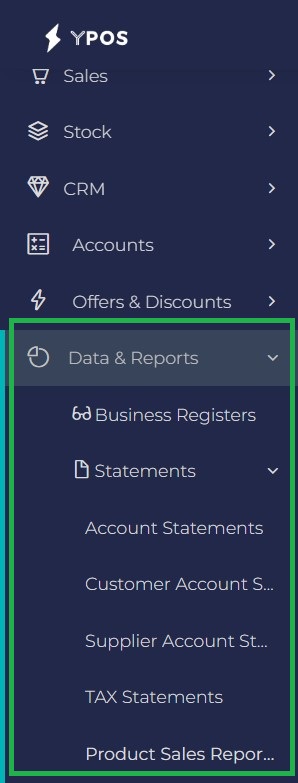 YPOS
Sales
Stock
CRM
Accounts
Offers & Discounts
Data & Reports
Business Registers
Statements
Account Statements
Customer Account S...
Supplier Account St...
TAX Statements
Product Sales Repor...